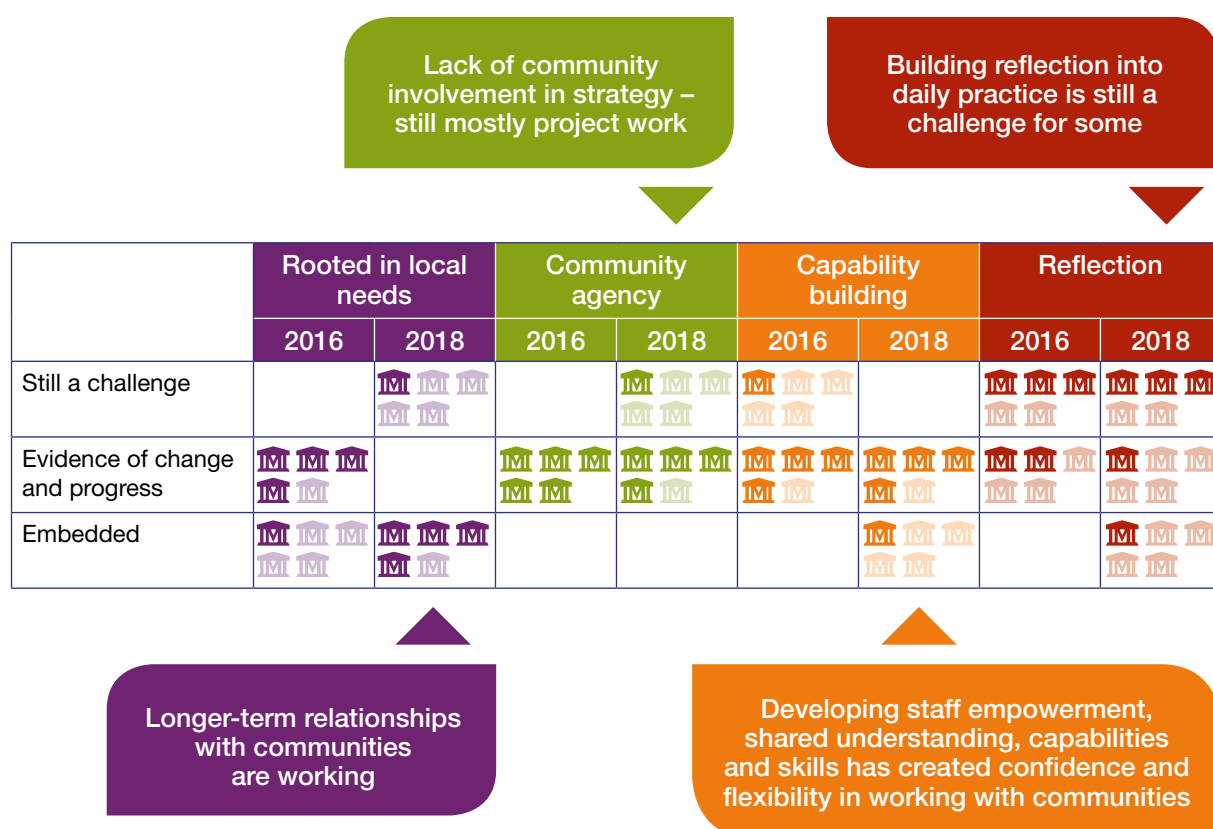 Lack of community
involvement in strategy –
still mostly project work
Building reflection into
daily practice is still a
challenge for some
Rooted in local
needs
Community
agency
Capability
building
Reflection
2016
2018
2016
2018
2016
2018
2016
2018
Still a challenge
Evidence of change
and progress
Embedded
Longer-term relationships
with communities
are working
Developing staff empowerment,
shared understanding, capabilities
and skills has created confidence and
flexibility in working with communities